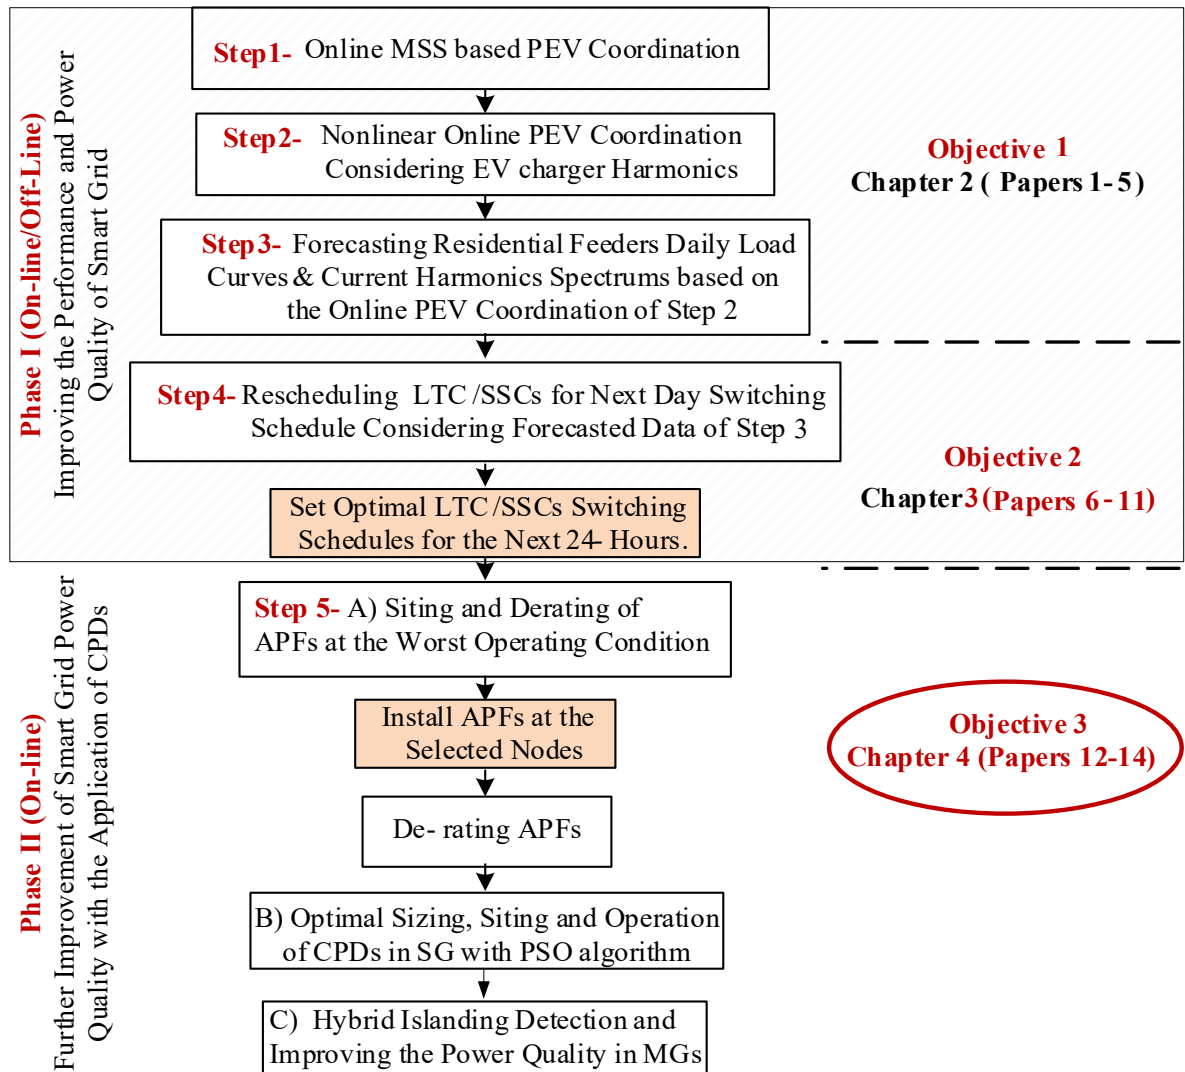 Phase I (On-line/Off-Line)
Improving the Performance and Power
Quality of Smart Grid
Step1- Online MSS based PEV Coordination
Step2- Nonlinear Online PEV Coordination
Considering EV charger Harmonics
Step3- Forecasting Residential Feeders Daily Load
Curves & Current Harmonics Spectrums based on
the Online PEV Coordination of Step 2
Objective 1
Chapter 2 ( Papers 1-5)
Step4- Rescheduling LTC/SSCs for Next Day Switching
Schedule Considering Forecasted Data of Step 3
Set Optimal LTC/SSCs Switching
Schedules for the Next 24- Hours.
Objective 2
Chapter 3 (Papers 6-11)
Phase II (On-line)
Further Improvement of Smart Grid Power
Quality with the Application of CPDs
Step 5- A) Siting and Derating of
APFs at the Worst Operating Condition
Install APFs at the
Selected Nodes
De- rating APFs
B) Optimal Sizing, Siting and Operation
of CPDs in SG with PSO algorithm
C) Hybrid Islanding Detection and
Improving the Power Quality in MGs
Objective 3
Chapter 4 (Papers 12-14)